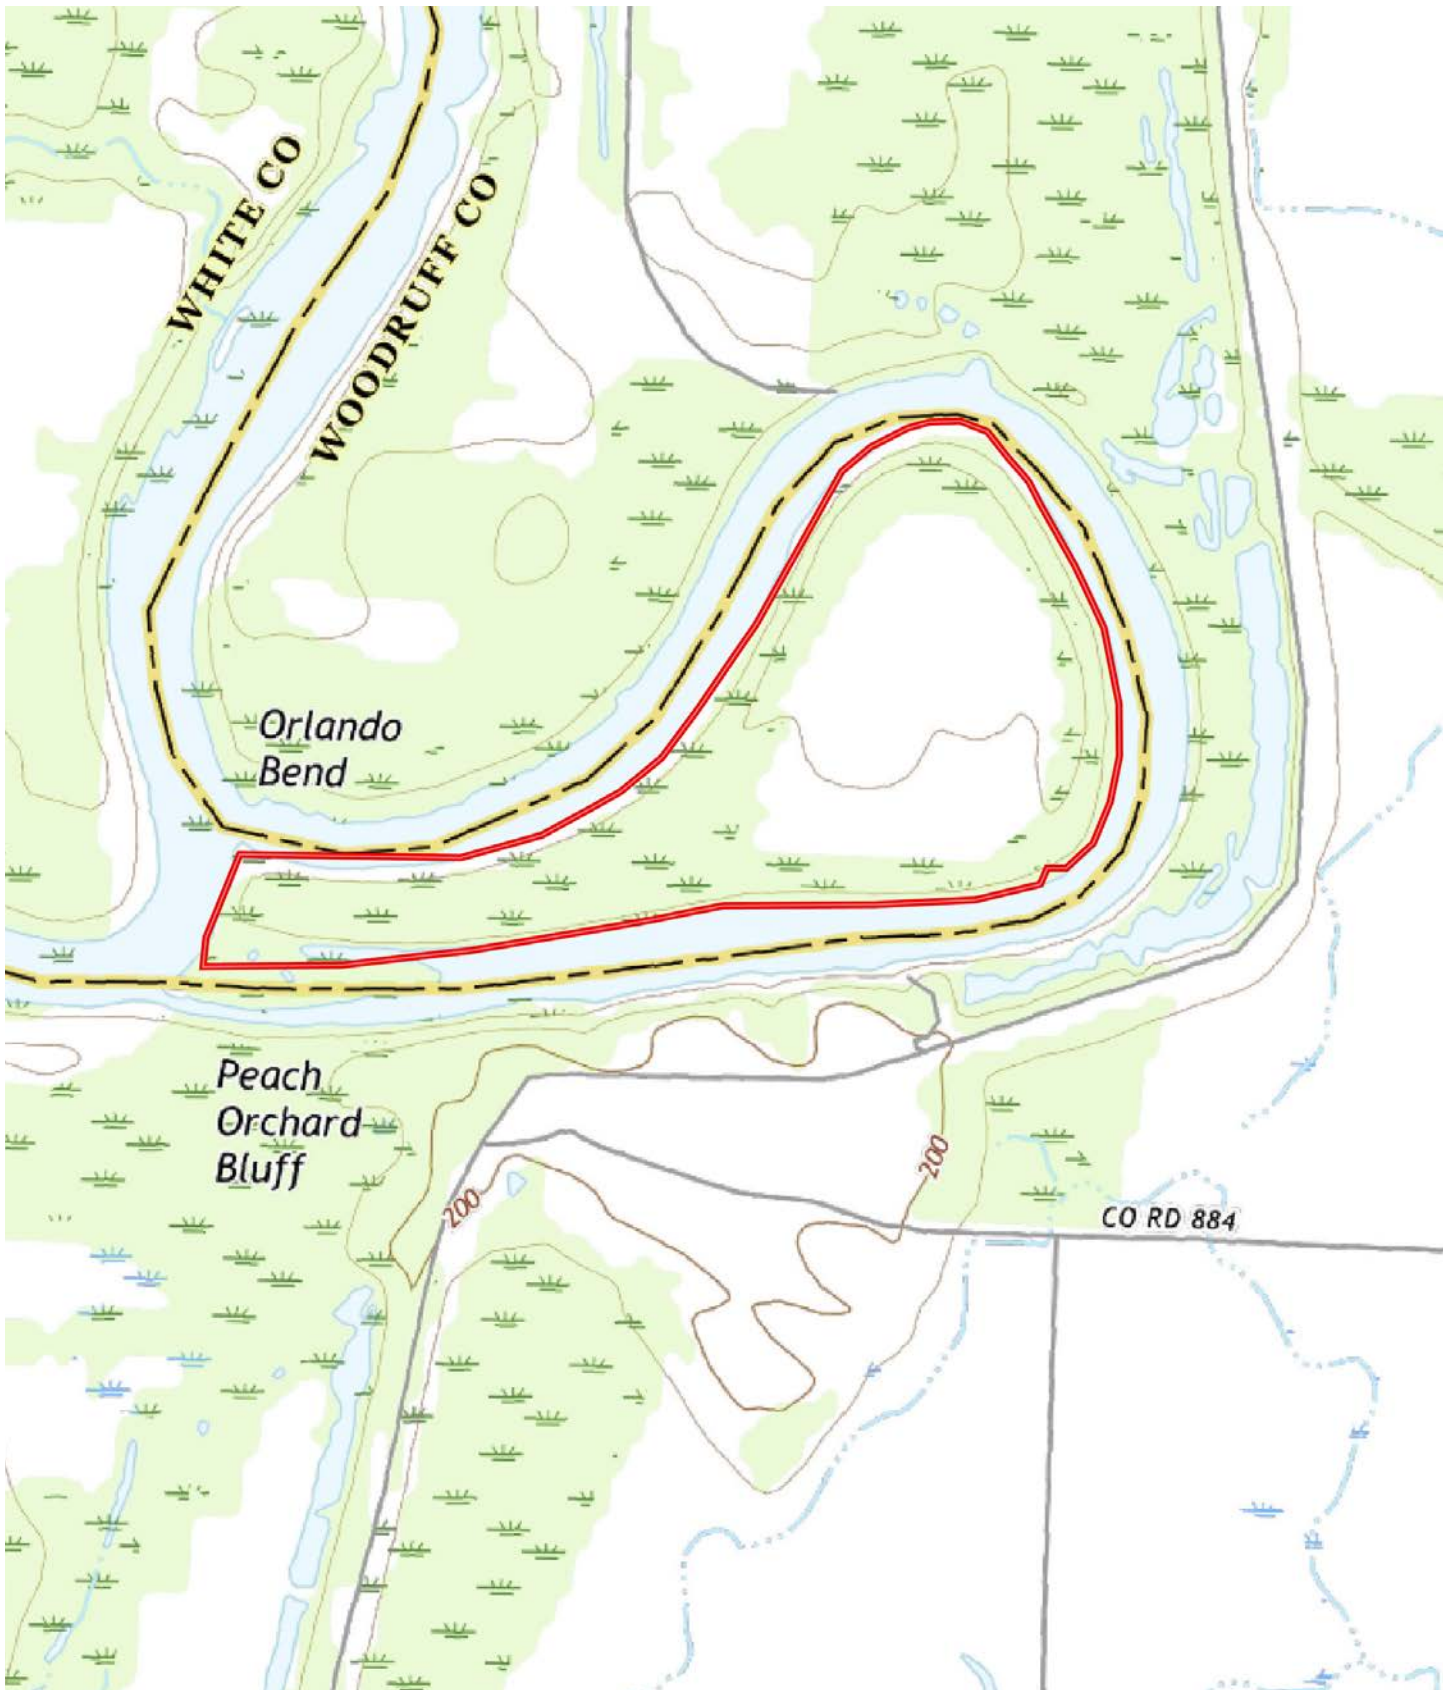 WHITE CO
WOODRUFF CO
Orlando
Bend
Peach
Orchard
Bluff
200
200
CO RD 884